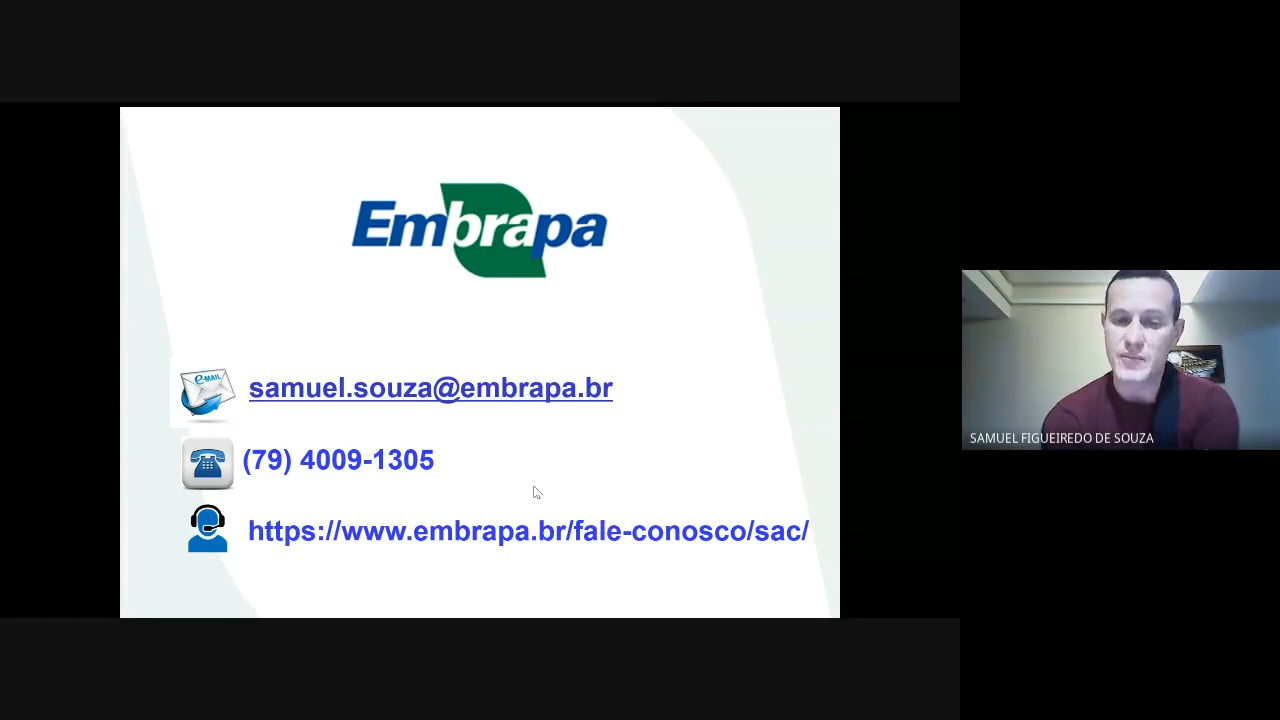 Embrapa
e-MAIL
samuel.souza@embrapa.br
(79) 4009-1305
https://www.embrapa.br/fale-conosco/sac/
SAMUEL FIGUEIREDO DE SOUZA